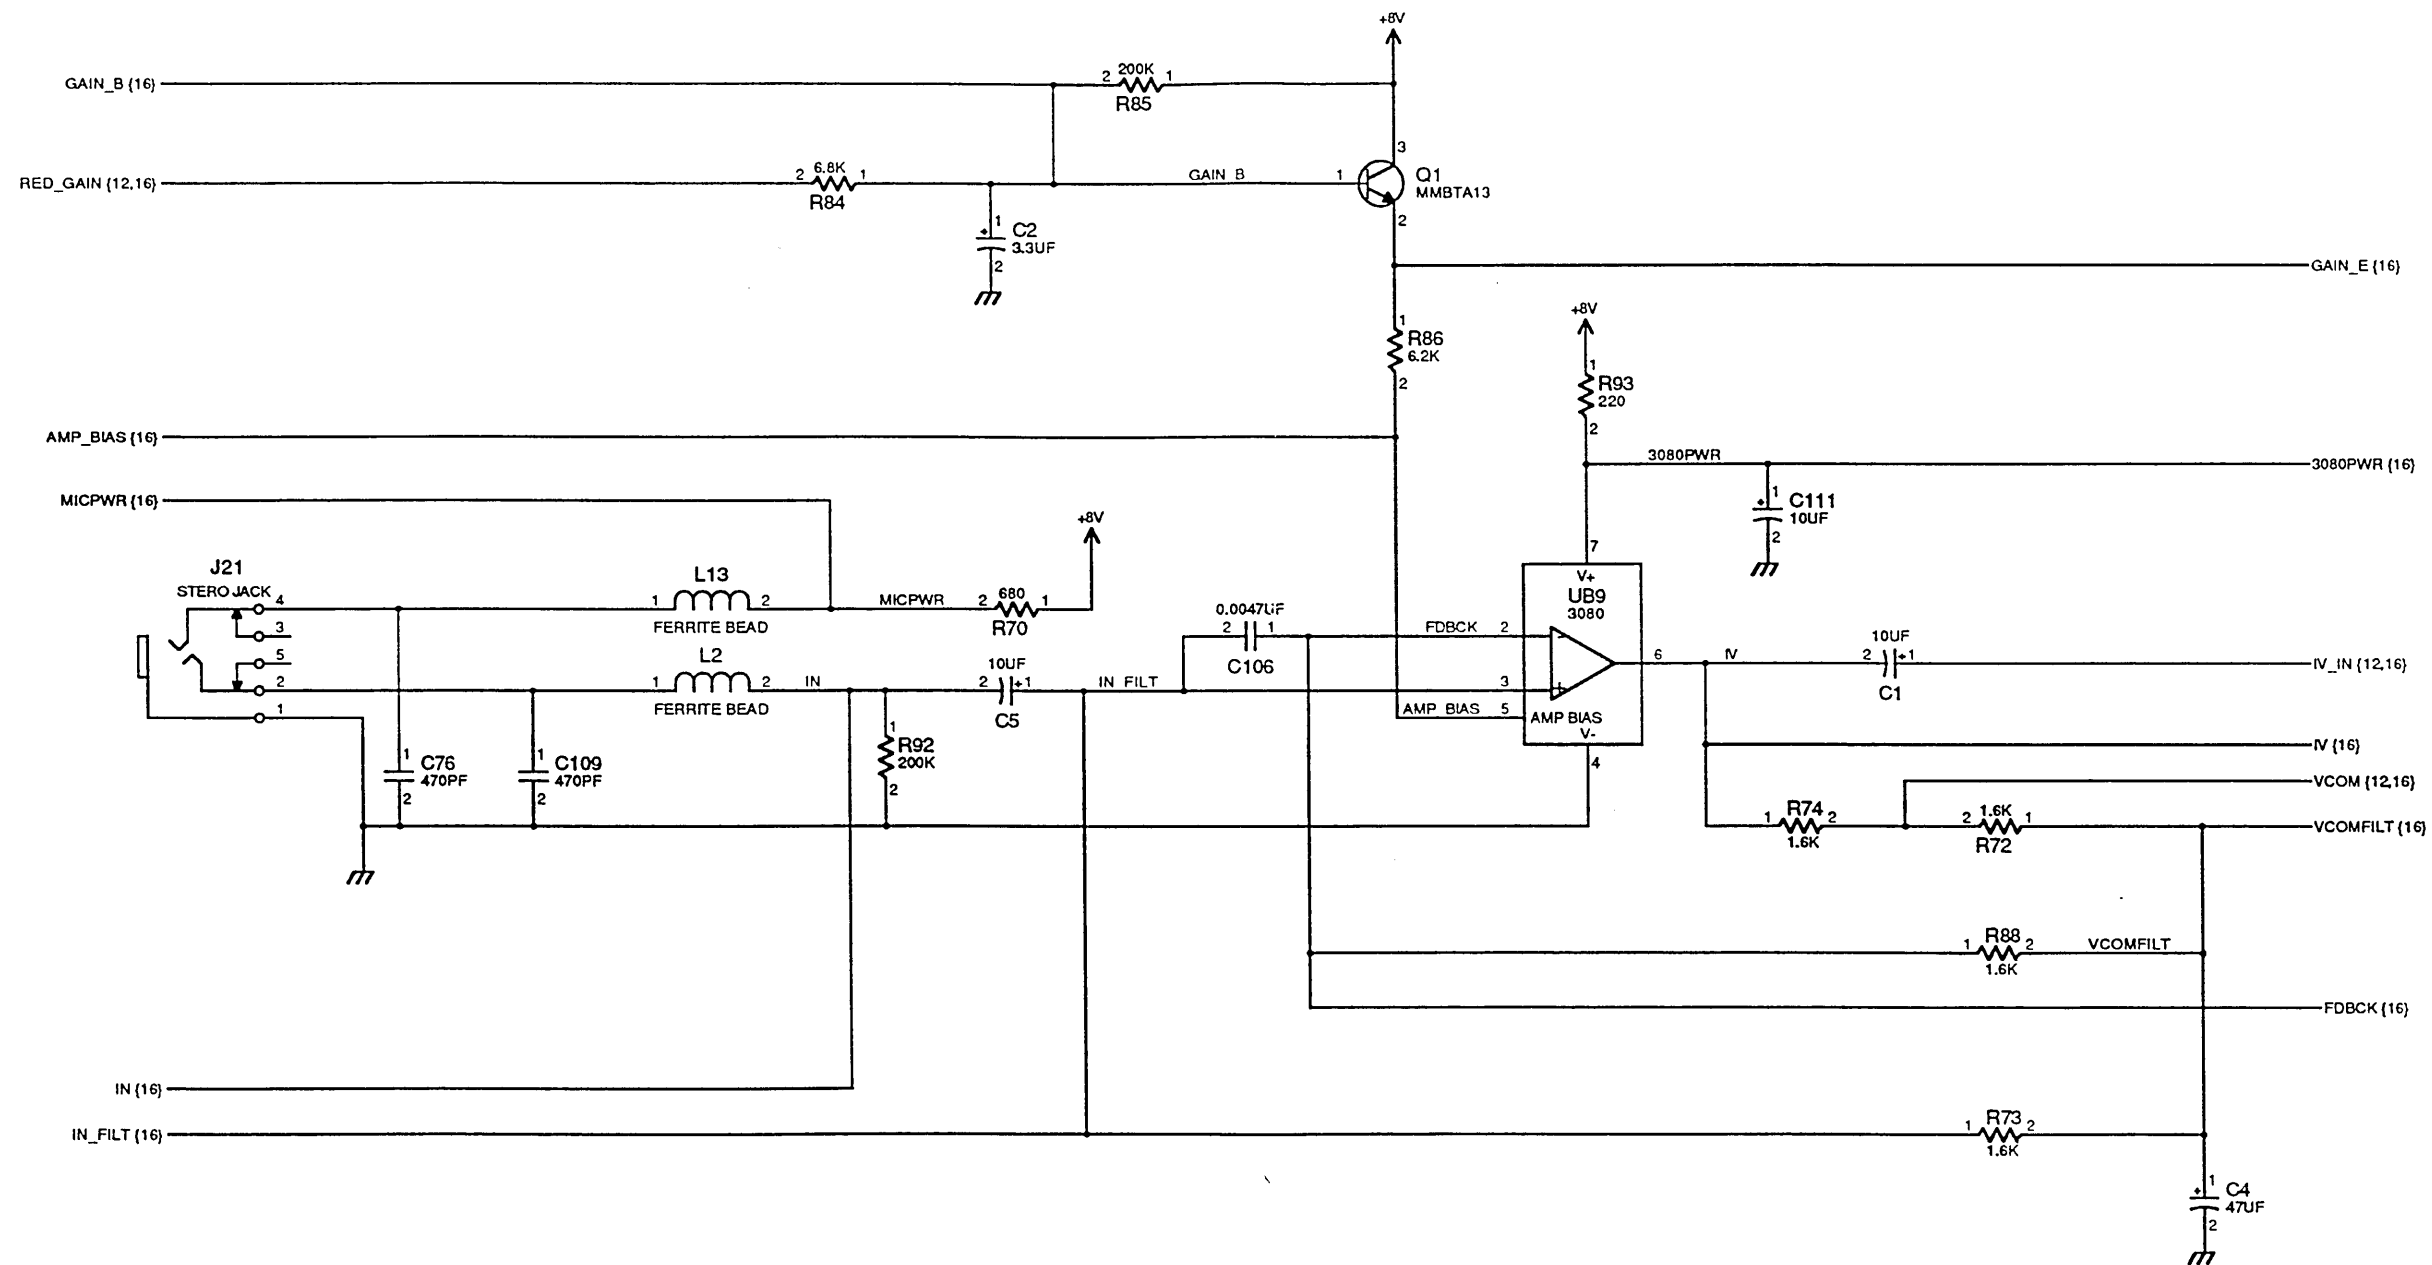 +8V
GAIN_B {16}
2 200K 1
R85
3
RED_GAIN {12,16}
2 6.8K 1
R84
GAIN_B
1
Q1
MMBTA13
2
1
+ C2
3.3UF
2
GAIN_E {16}
+8V
1
R86
6.2K
2
1
R93
220
2
AMP_BIAS {16}
3080PWR
3080PWR {16}
MICPWR {16}
1
+ C111
10UF
2
+8V
7
J21
STERO JACK
4
3
5
2
1
L13
1 2
FERRITE BEAD
MICPWR
2 680 1
R70
V+
UB9
3080
0.0047UF
2 1
C106
FDBCK 2
-
L2
1 2
FERRITE BEAD
IN
10UF
2 +1
C5
IN_FILT
3
+
AMP_BIAS 5
AMP BIAS
V-
4
6
IV
10UF
2 +1
C1
IV_IN {12,16}
1
C76
470PF
2
1
C109
470PF
2
1
R92
200K
2
IV {16}
VCOM {12,16}
R74
1 2
1.6K
1.6K
2 1
R72
VCOMFILT {16}
R88
1 2
1.6K
VCOMFILT
FDBCK {16}
IN {16}
IN_FILT {16}
R73
1 2
1.6K
1
+ C4
47UF
2